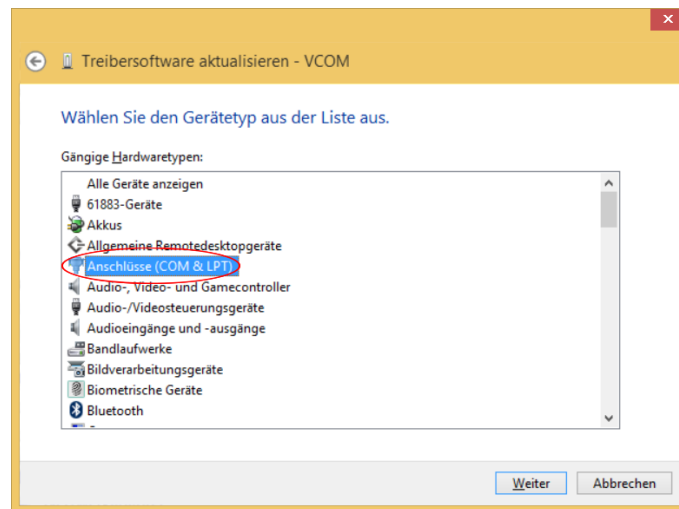 Treibersoftware aktualisieren - VCOM
Wählen Sie den Gerätetyp aus der Liste aus.
Gängige Hardwaretypen:
Alle Geräte anzeigen
61883-Geräte
Akkus
Allgemeine Remotedesktopgeräte
Anschlüsse (COM & LPT)
Audio-, Video- und Gamecontroller
Audio-/Videosteuerungsgeräte
Audioeingänge und -ausgänge
Bandlaufwerke
Bildverarbeitungsgeräte
Biometrische Geräte
Bluetooth
Weiter Abbrechen